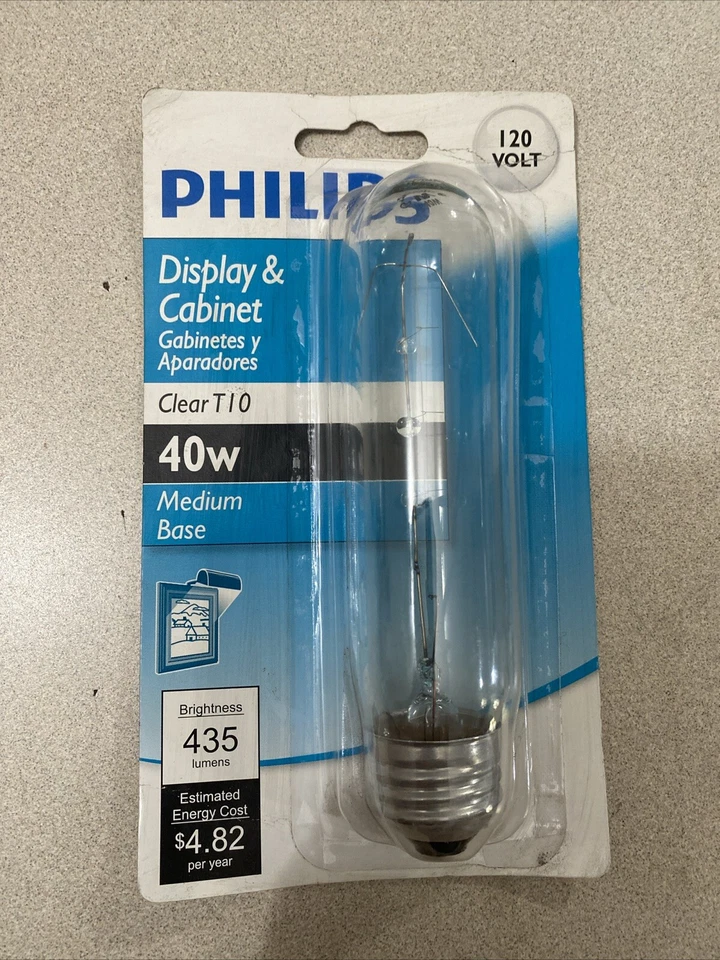 120
VOLT
PHILIPS
Display &
Cabinet
Gabinetes y
Aparadores
Clear T10
40w
Medium
Base
Brightness
435
lumens
Estimated
Energy Cost
$4.82
per year